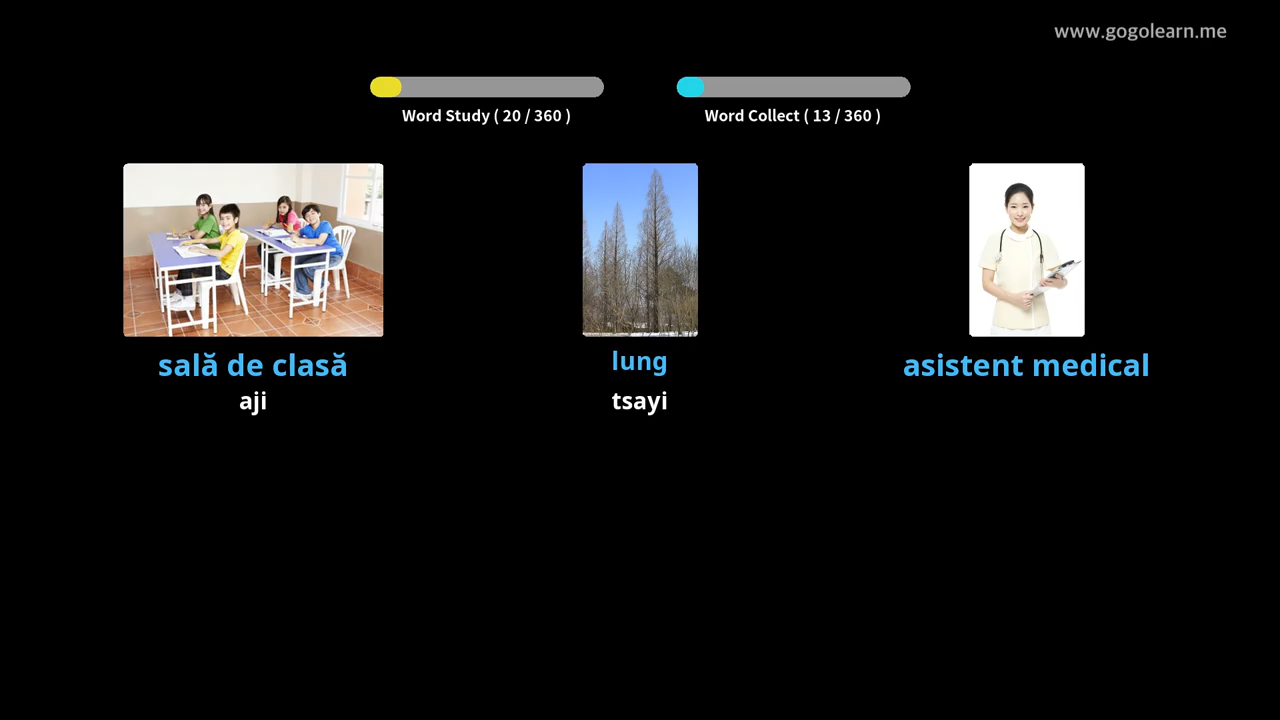 www.gogolearn.me
Word Study ( 20 / 360 )
Word Collect ( 13 / 360 )
sală de clasă
aji
lung
tsayi
asistent medical